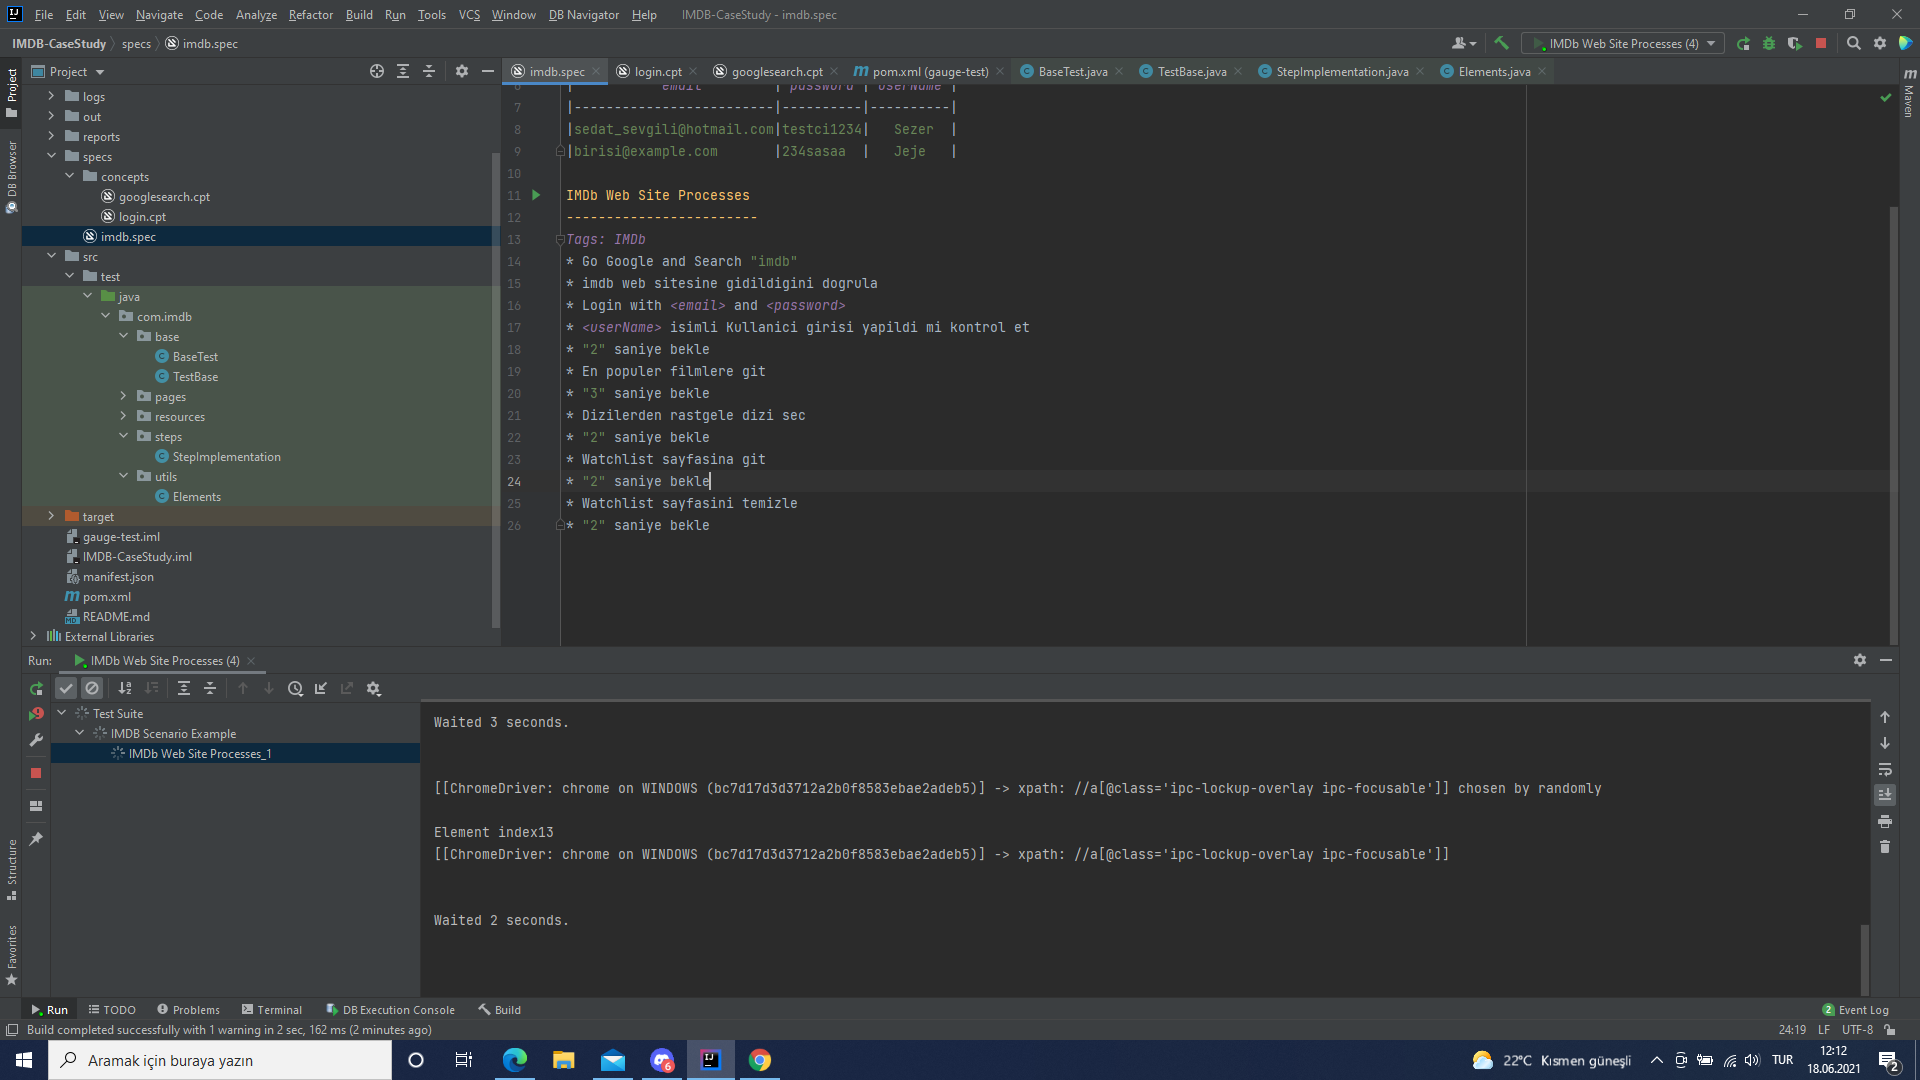 File Edit View Navigate Code Analyze Refactor Build Run Tools VCS Window DB Navigator Help IMDB-CaseStudy - imdb.spec
IMDB-CaseStudy specs imdb.spec
IMDb Web Site Processes (4)
Project
imdb.spec login.cpt googlesearch.cpt pom.xml (gauge-test) BaseTest.java TestBase.java StepImplementation.java Elements.java
Project
DB Browser
Structure
Favorites
Maven
logs
out
reports
specs
concepts
googlesearch.cpt
login.cpt
imdb.spec
src
test
java
com.imdb
base
BaseTest
TestBase
pages
resources
steps
StepImplementation
utils
Elements
target
gauge-test.iml
IMDB-CaseStudy.iml
manifest.json
pom.xml
README.md
External Libraries
6 | email | password | userName |
7 |-------------------------|----------|----------|
8 |sedat_sevgili@hotmail.com|testci1234| Sezer |
9 |birisi@example.com |234sasaa | Jeje |
10
11 IMDb Web Site Processes
12 ------------------------
13 Tags: IMDb
14 * Go Google and Search "imdb"
15 * imdb web sitesine gidildigini dogrula
16 * Login with <email> and <password>
17 * <userName> isimli Kullanici girisi yapildi mi kontrol et
18 * "2" saniye bekle
19 * En populer filmlere git
20 * "3" saniye bekle
21 * Dizilerden rastgele dizi sec
22 * "2" saniye bekle
23 * Watchlist sayfasina git
24 * "2" saniye bekle
25 * Watchlist sayfasini temizle
26 * "2" saniye bekle
Run: IMDb Web Site Processes (4)
Test Suite
IMDB Scenario Example
IMDb Web Site Processes_1
Waited 3 seconds.
[[ChromeDriver: chrome on WINDOWS (bc7d17d3d3712a2b0f8583ebae2adeb5)] -> xpath: //a[@class='ipc-lockup-overlay ipc-focusable']] chosen by randomly
Element index13
[[ChromeDriver: chrome on WINDOWS (bc7d17d3d3712a2b0f8583ebae2adeb5)] -> xpath: //a[@class='ipc-lockup-overlay ipc-focusable']]
Waited 2 seconds.
Run TODO Problems Terminal DB Execution Console Build 2 Event Log
Build completed successfully with 1 warning in 2 sec, 162 ms (2 minutes ago) 24:19 LF UTF-8
Aramak için buraya yazın 6 22°C Kısmen güneşli TUR 12:12
18.06.2021 2